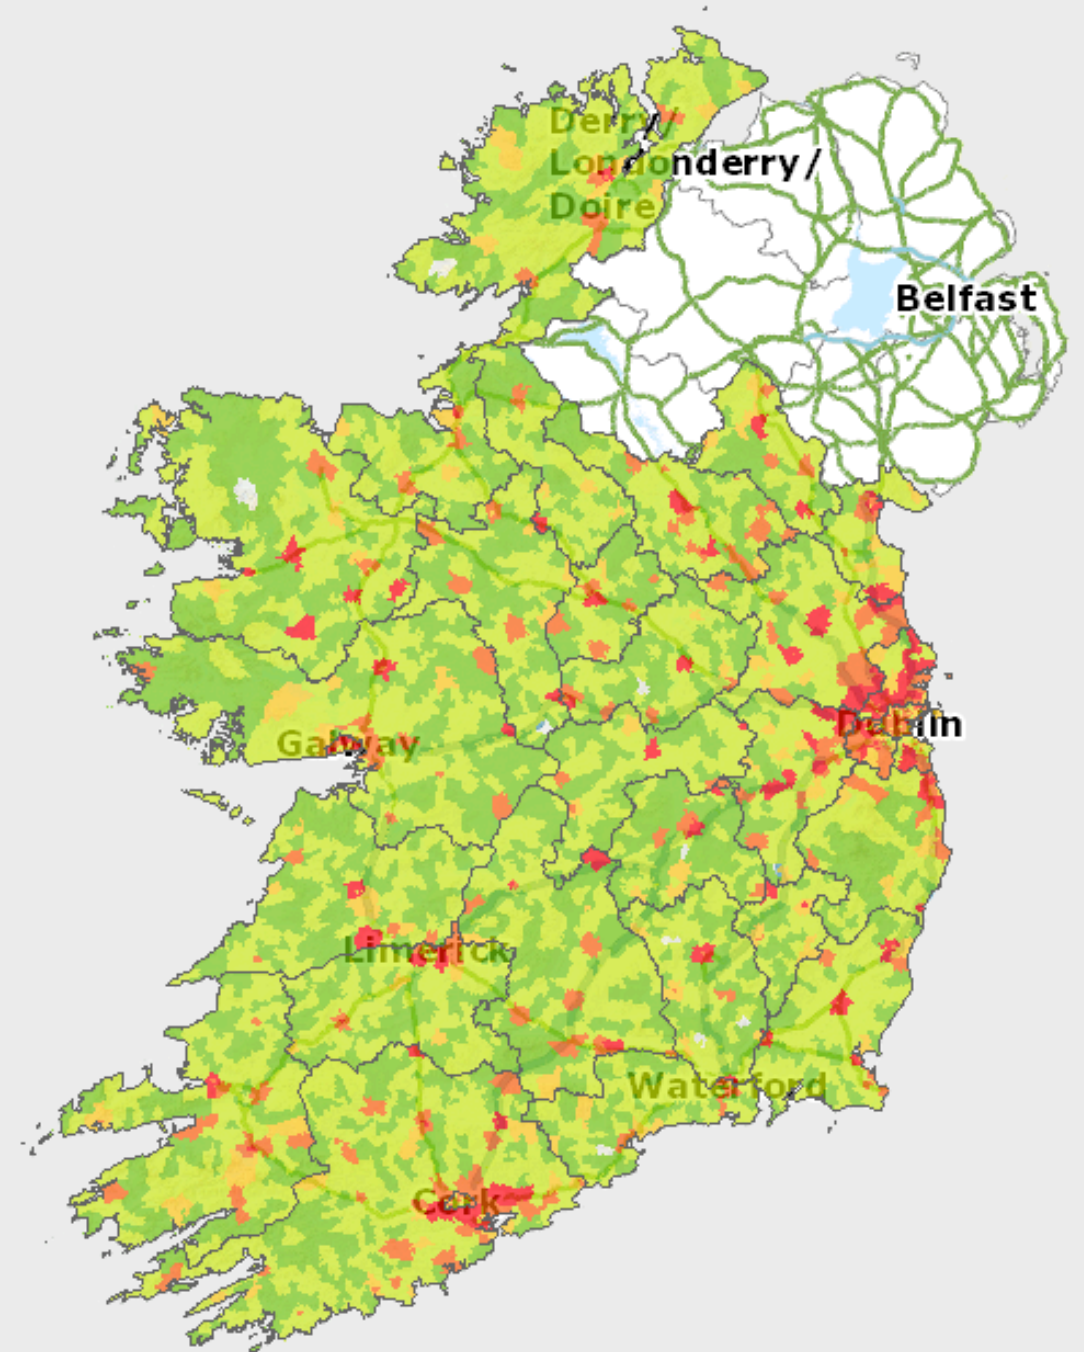 Derry/
Londonderry/
Doire
Belfast
Dublin
Galway
Limerick
Waterford
Cork